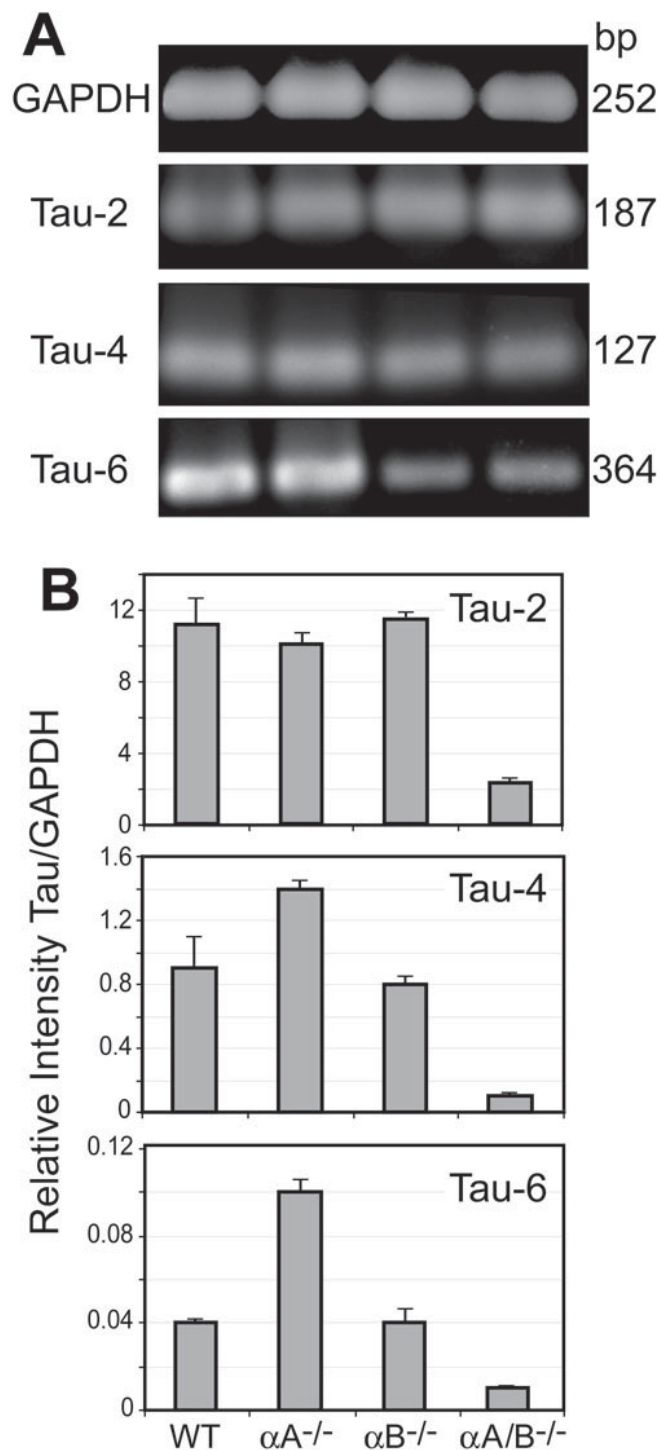 A
bp
GAPDH 252
Tau-2 187
Tau-4 127
Tau-6 364
B
Relative Intensity Tau/GAPDH
Tau-2
12
8
4
0
Tau-4
1.6
1.2
0.8
0.4
0
Tau-6
0.12
0.08
0.04
0
WT αA-/- αB-/- αA/B-/-